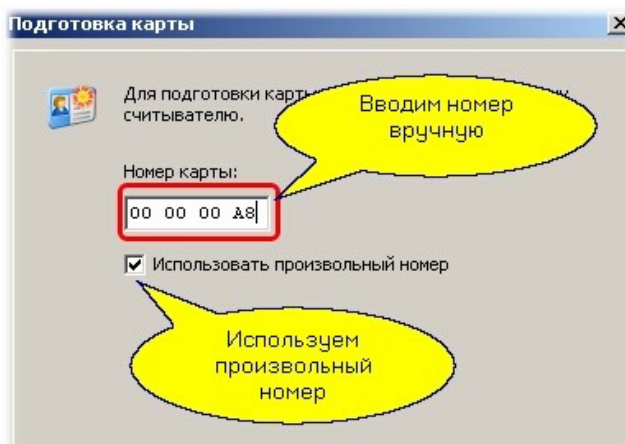 Подготовка карты
Для подготовки карты
считывателю.
Вводим номер
вручную
Номер карты:
00 00 00 A8
Использовать произвольный номер
Используем
произвольный
номер